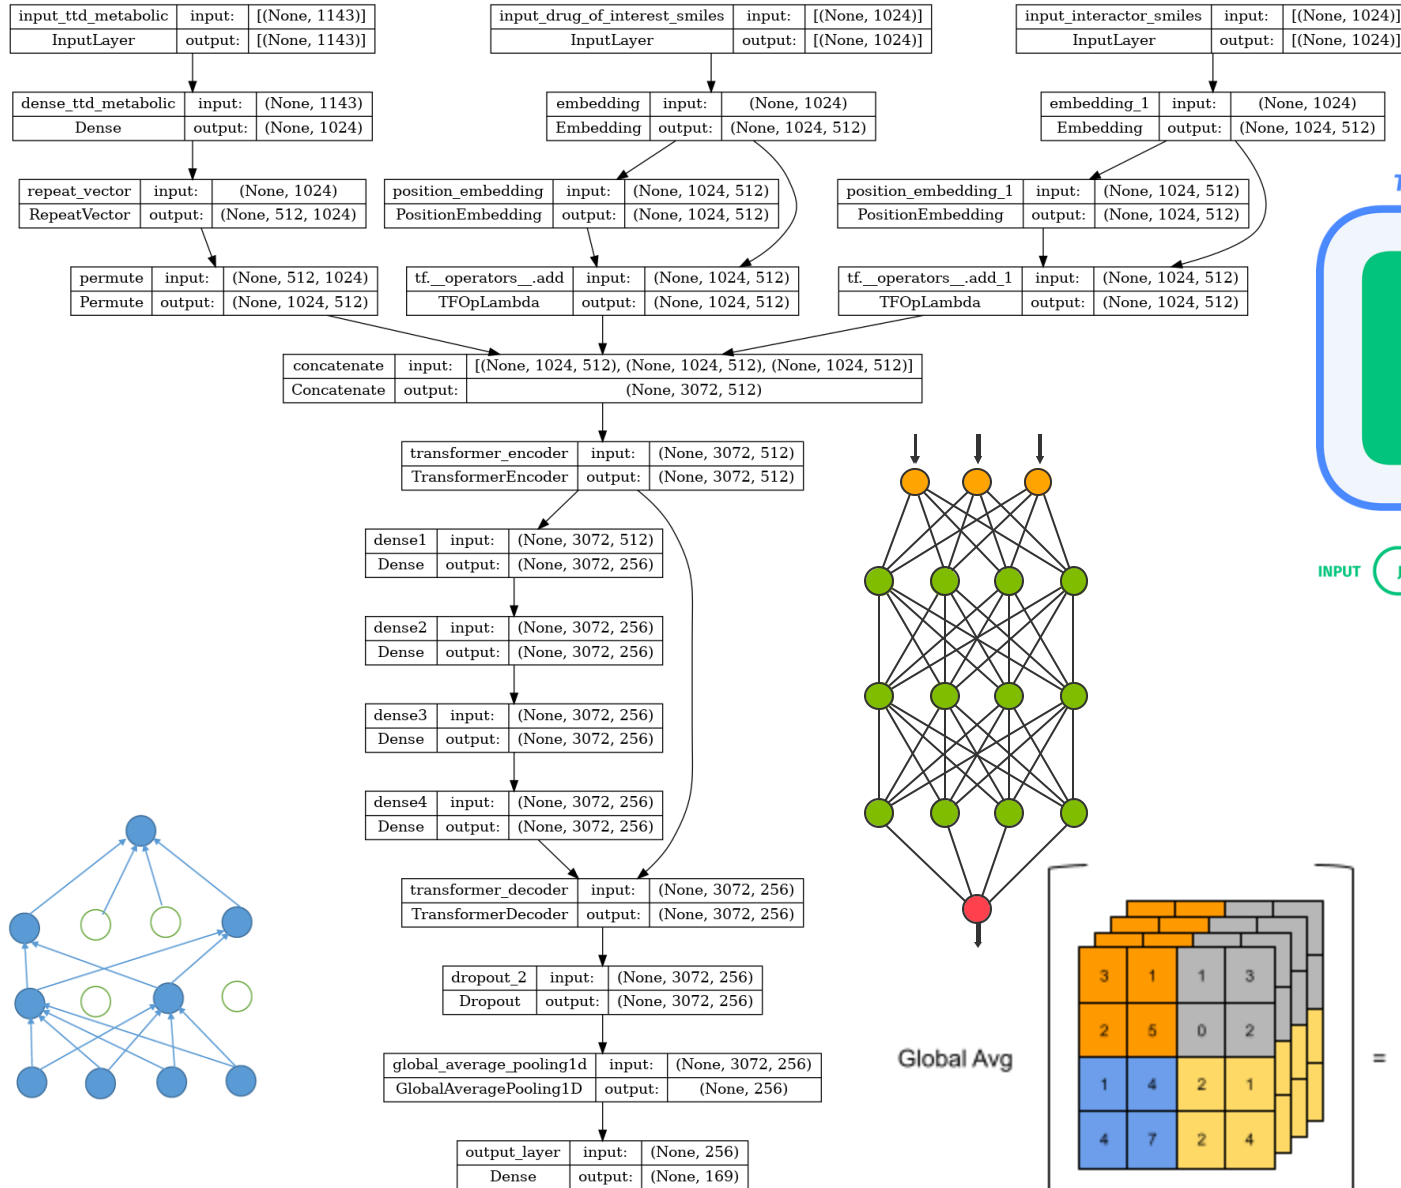 input_ttd_metabolic input: [(None, 1143)]
InputLayer output: [(None, 1143)]
input_drug_of_interest_smiles input: [(None, 1024)]
InputLayer output: [(None, 1024)]
input_interactor_smiles input: [(None, 1024)]
InputLayer output: [(None, 1024)]
dense_ttd_metabolic input: (None, 1143)
Dense output: (None, 1024)
embedding input: (None, 1024)
Embedding output: (None, 1024, 512)
embedding_1 input: (None, 1024)
Embedding output: (None, 1024, 512)
repeat_vector input: (None, 1024)
RepeatVector output: (None, 512, 1024)
position_embedding input: (None, 1024, 512)
PositionEmbedding output: (None, 1024, 512)
position_embedding_1 input: (None, 1024, 512)
PositionEmbedding output: (None, 1024, 512)
permute input: (None, 512, 1024)
Permute output: (None, 1024, 512)
tf.__operators__.add input: (None, 1024, 512)
TFOpLambda output: (None, 1024, 512)
tf.__operators__.add_1 input: (None, 1024, 512)
TFOpLambda output: (None, 1024, 512)
concatenate input: [(None, 1024, 512), (None, 1024, 512), (None, 1024, 512)]
Concatenate output: (None, 3072, 512)
transformer_encoder input: (None, 3072, 512)
TransformerEncoder output: (None, 3072, 512)
dense1 input: (None, 3072, 512)
Dense output: (None, 3072, 256)
INPUT
dense2 input: (None, 3072, 256)
Dense output: (None, 3072, 256)
dense3 input: (None, 3072, 256)
Dense output: (None, 3072, 256)
dense4 input: (None, 3072, 256)
Dense output: (None, 3072, 256)
transformer_decoder input: (None, 3072, 256)
TransformerDecoder output: (None, 3072, 256)
dropout_2 input: (None, 3072, 256)
Dropout output: (None, 3072, 256)
global_average_pooling1d input: (None, 3072, 256)
GlobalAveragePooling1D output: (None, 256)
output_layer input: (None, 256)
Dense output: (None, 169)
Global Avg
3 1 1 3
2 5 0 2
1 4 2 1
4 7 2 4
=